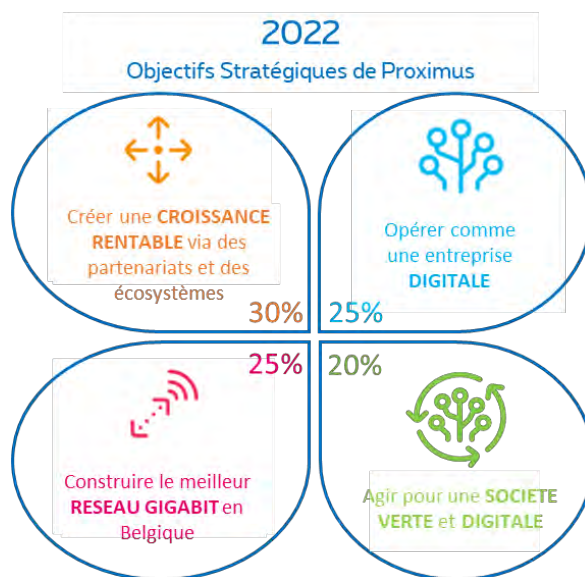 2022
Objectifs Stratégiques de Proximus
Créer une CROISSANCE
RENTABLE via des
partenariats et des
écosystèmes
30%
Opérer comme
une entreprise
DIGITALE
25%
25%
Construire le meilleur
RESEAU GIGABIT en
Belgique
20%
Agir pour une SOCIETE
VERTE et DIGITALE